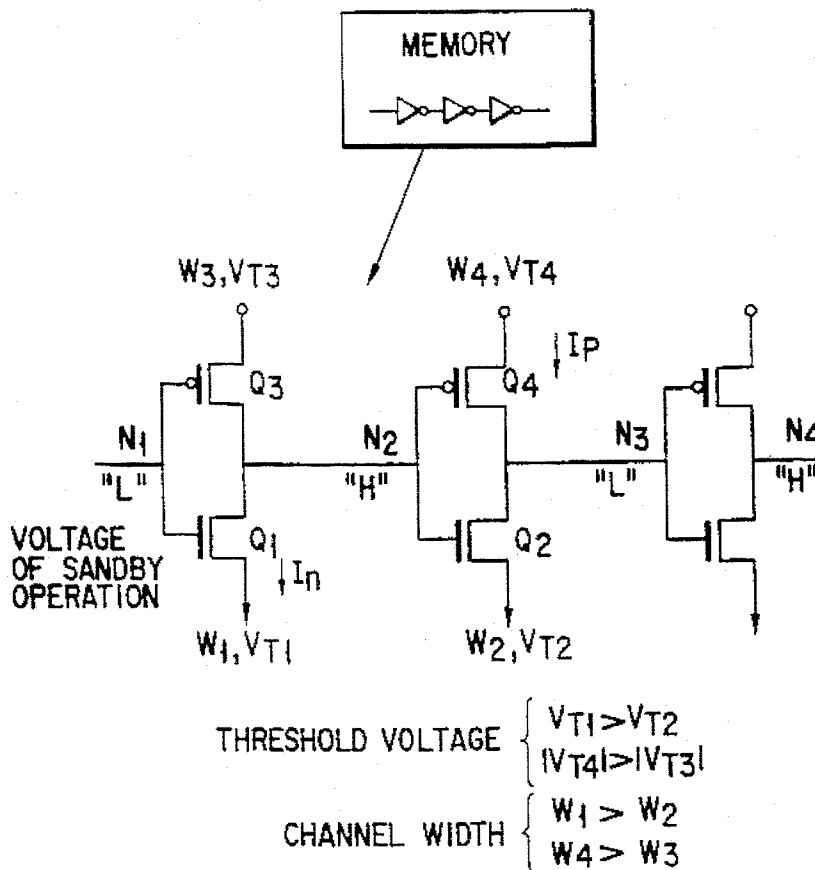 MEMORY
W3,VT3
W4,VT4
IP
Q3
Q4
N1
N2
N3
N4
"L"
"H"
"L"
"H"
VOLTAGE
OF SANDBY
OPERATION
Q1
Q2
In
W1,VT1
W2,VT2
THRESHOLD VOLTAGE
VT1>VT2
|VT4|>|VT3|
CHANNEL WIDTH
W1 > W2
W4 > W3